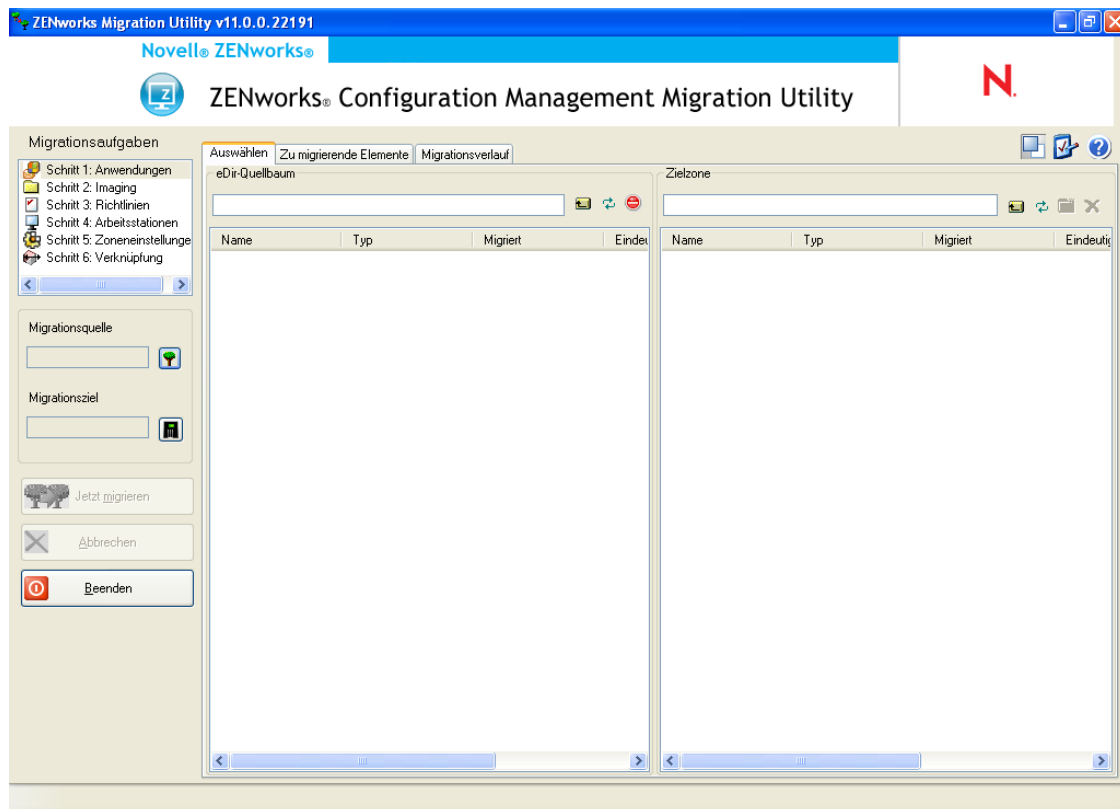 ZENworks Migration Utility v11.0.0.22191
Novell® ZENworks®
ZENworks® Configuration Management Migration Utility
N.
Migrationsaufgaben
Schritt 1: Anwendungen
Schritt 2: Imaging
Schritt 3: Richtlinien
Schritt 4: Arbeitsstationen
Schritt 5: Zoneneinstellunge
Schritt 6: Verknüpfung
Migrationsquelle
Migrationsziel
Jetzt migrieren
Abbrechen
Beenden
Auswählen Zu migrierende Elemente Migrationsverlauf
eDir-Quellbaum
Name Typ Migriert Eindeu
Zielzone
Name Typ Migriert Eindeutig